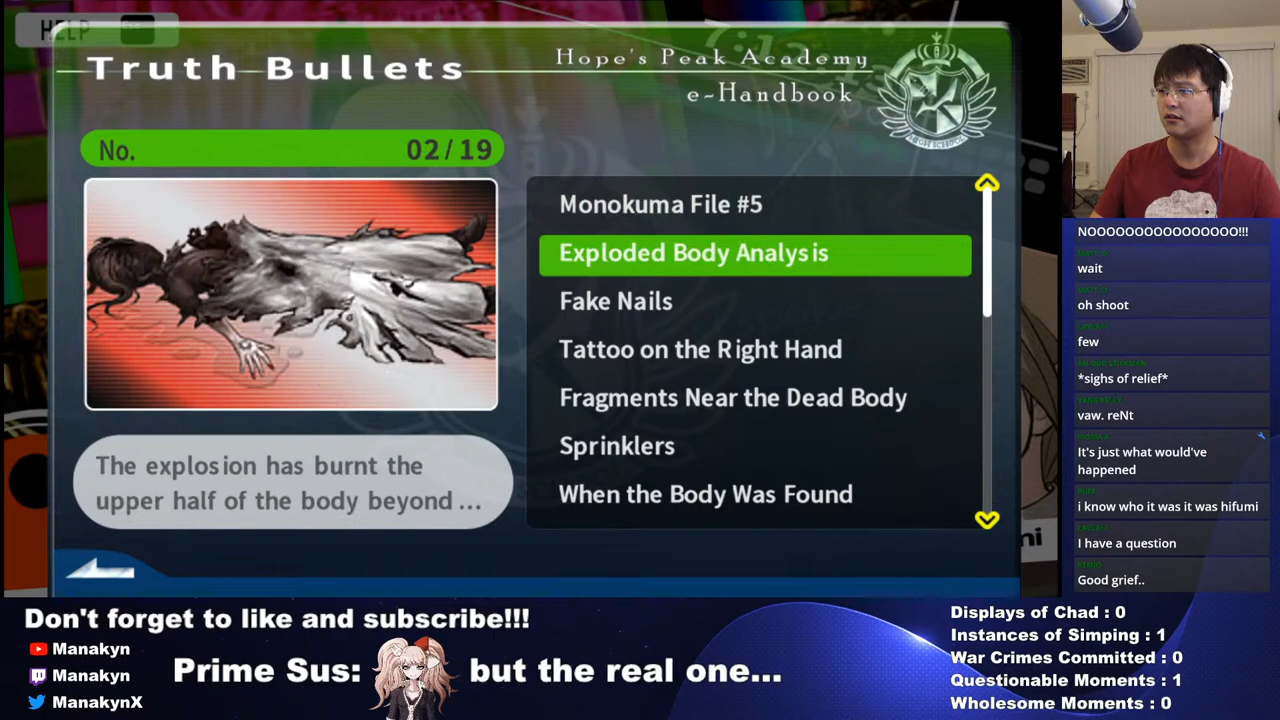 HELP
Truth Bullets
Hope's Peak Academy
e-Handbook
No. 02/19
Monokuma File #5
Exploded Body Analysis
Fake Nails
Tattoo on the Right Hand
Fragments Near the Dead Body
Sprinklers
When the Body Was Found
The explosion has burnt the
upper half of the body beyond ...
NOOOOOOOOOOOOOOOO!!!
wait
oh shoot
few
*sighs of relief*
vaw. reNt
It's just what would've
happened
i know who it was it was hifumi
I have a question
Good grief..
Don't forget to like and subscribe!!!
Manakyn
Manakyn
ManakynX
Prime Sus: but the real one...
Displays of Chad : 0
Instances of Simping : 1
War Crimes Committed : 0
Questionable Moments : 1
Wholesome Moments : 0